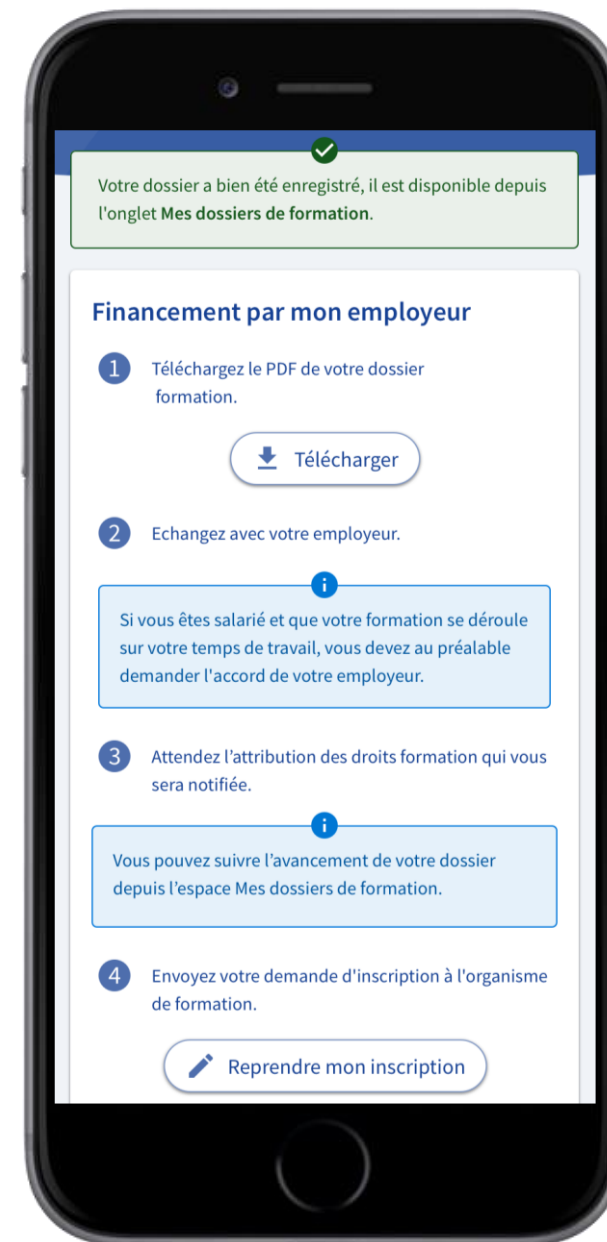 Votre dossier a bien été enregistré, il est disponible depuis
l'onglet Mes dossiers de formation.
Financement par mon employeur
1 Téléchargez le PDF de votre dossier
formation.
Télécharger
2 Echangez avec votre employeur.
Si vous êtes salarié et que votre formation se déroule
sur votre temps de travail, vous devez au préalable
demander l'accord de votre employeur.
3 Attendez l’attribution des droits formation qui vous
sera notifiée.
Vous pouvez suivre l’avancement de votre dossier
depuis l’espace Mes dossiers de formation.
4 Envoyez votre demande d'inscription à l'organisme
de formation.
Reprendre mon inscription